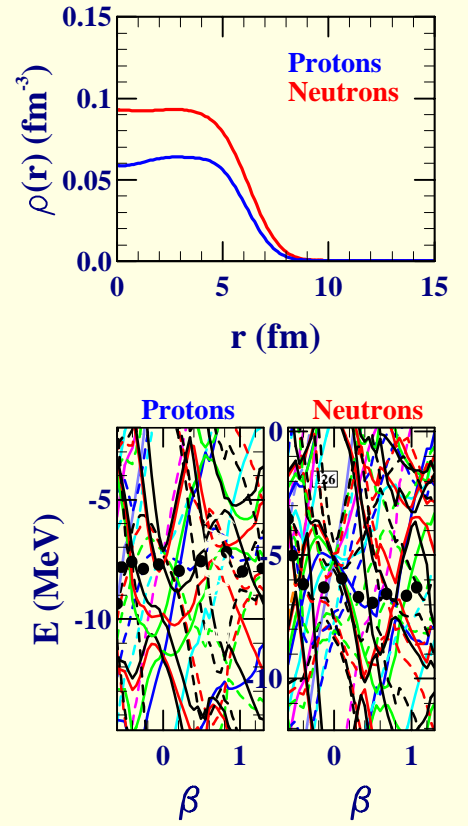 0.15
0.1
0.05
0.0
ρ(r) (fm⁻³)
Protons
Neutrons
0 5 10 15
r (fm)
Protons Neutrons
-5
-10
E (MeV)
0
-5
10
126
0 1
0 1
β β